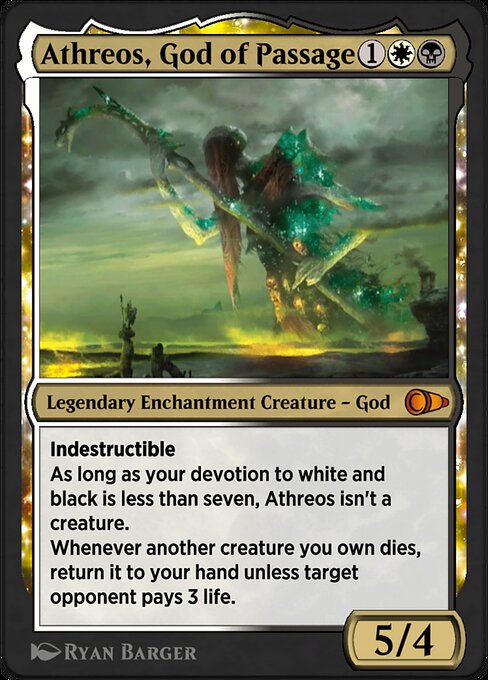 Athreos, God of Passage 1
Legendary Enchantment Creature – God
Indestructible
As long as your devotion to white and
black is less than seven, Athreos isn't a
creature.
Whenever another creature you own dies,
return it to your hand unless target
opponent pays 3 life.
5/4
Ryan Barger